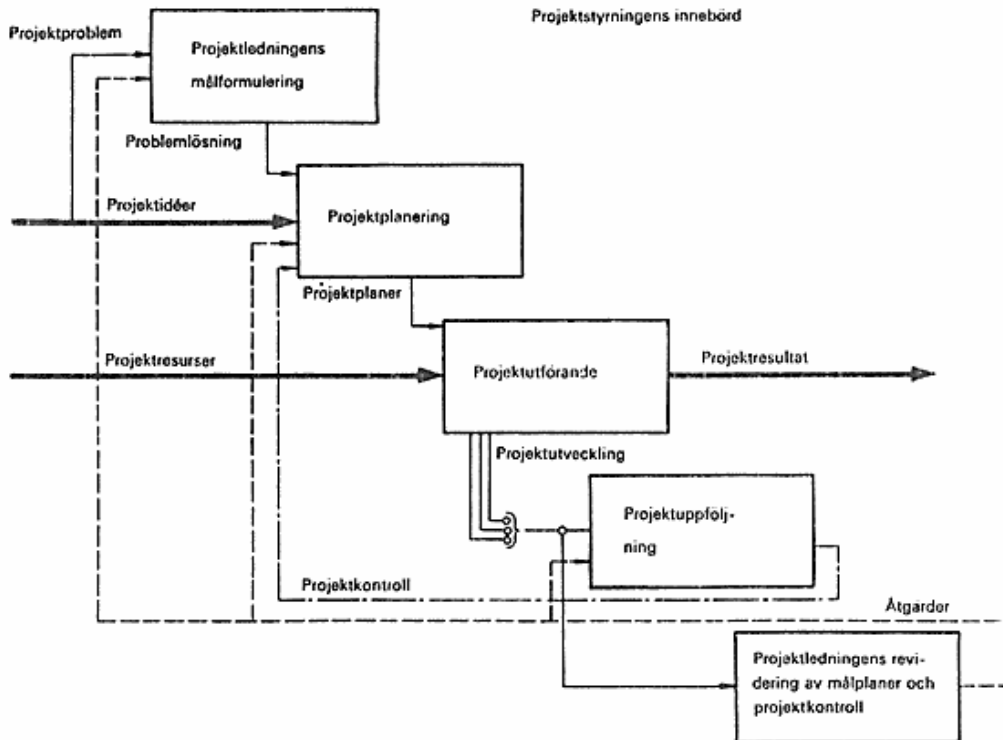 Projektstyrningens innebörd
Projektproblem
Projektledningens
målformulering
Problemlösning
Projektidéer
Projektplanering
Projektplaner
Projektresurser
Projektutförande
Projektresultat
Projektutveckling
Projektuppfölj-
ning
Projektkontroll
Åtgärder
Projektledningens revi-
dering av målplaner och
projektkontroll